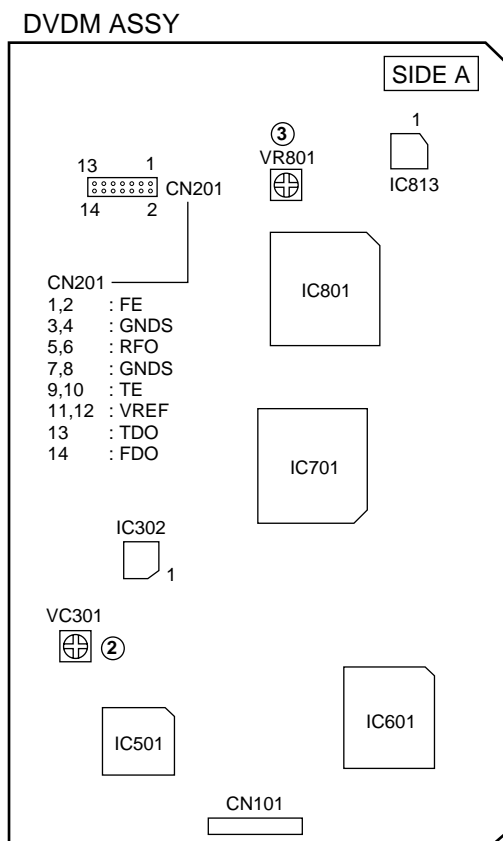 DVDM ASSY
SIDE A
③
VR801
1
IC813
13 1
CN201
14 2
CN201
1,2 : FE
3,4 : GNDS
5,6 : RFO
7,8 : GNDS
9,10 : TE
11,12 : VREF
13 : TDO
14 : FDO
IC801
IC701
IC302
1
VC301
②
IC501
IC601
CN101